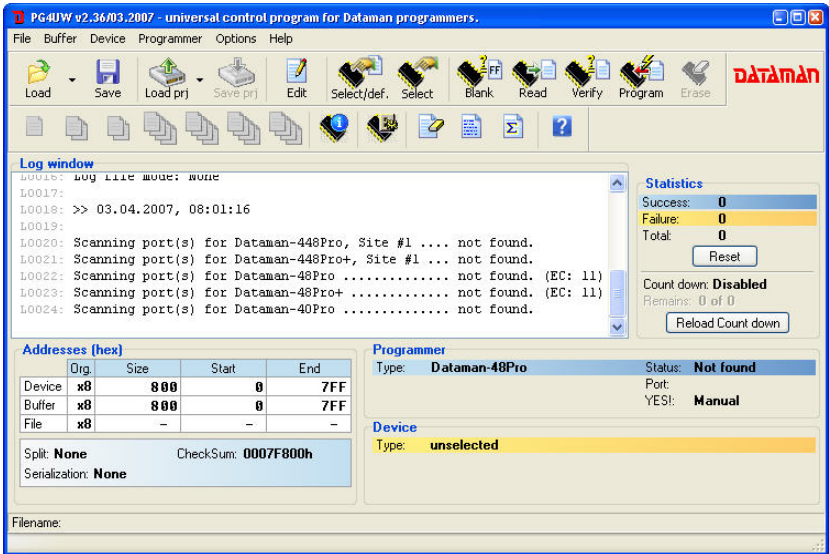 PG4UW v2.36/03.2007 - universal control program for Dataman programmers.
File Buffer Device Programmer Options Help
Load Save Load prj Save prj Edit Select/def. Select Blank Read Verify Program Erase
DATAMAN
Log window
L0016: Log file mode: None
L0017:
L0018: >> 03.04.2007, 08:01:16
L0019:
L0020: Scanning port(s) for Dataman-448Pro, Site #1 .... not found.
L0021: Scanning port(s) for Dataman-448Pro+, Site #1 ... not found.
L0022: Scanning port(s) for Dataman-48Pro .............. not found. (EC: 11)
L0023: Scanning port(s) for Dataman-48Pro+ ............. not found. (EC: 11)
L0024: Scanning port(s) for Dataman-40Pro .............. not found.
Statistics
Success: 0
Failure: 0
Total: 0
Reset
Count down: Disabled
Remains: 0 of 0
Reload Count down
Addresses (hex)
Org. Size Start End
Device x8 800 0 7FF
Buffer x8 800 0 7FF
File x8 - - -
Split: None CheckSum: 0007F800h
Serialization: None
Programmer
Type: Dataman-48Pro Status: Not found
Port:
YES!: Manual
Device
Type: unselected
Filename: